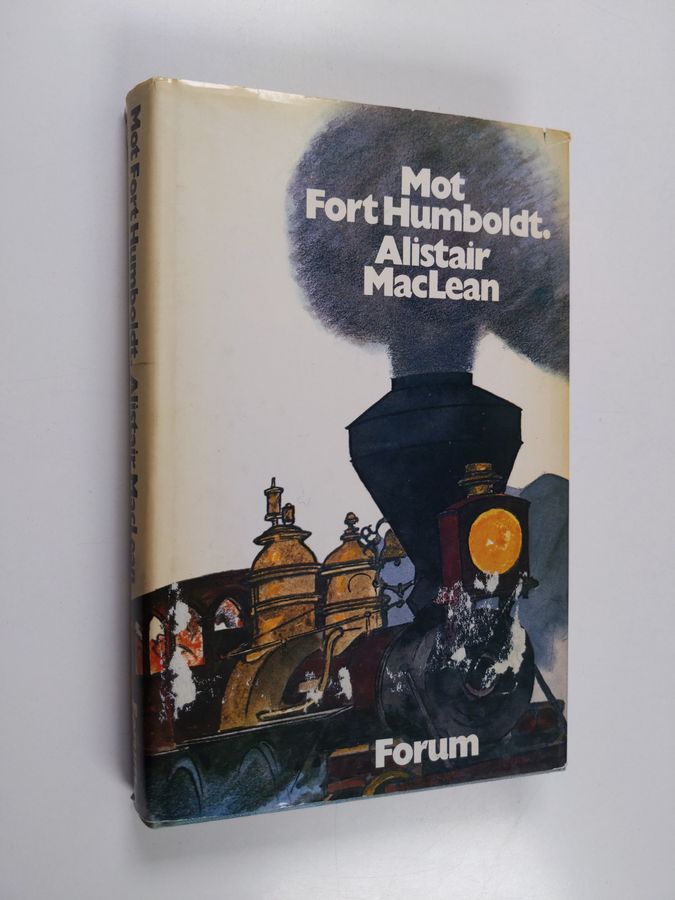 Mot
Fort Humboldt.
Alistair
MacLean
Forum
Mot Fort Humboldt. Alistair MacLean